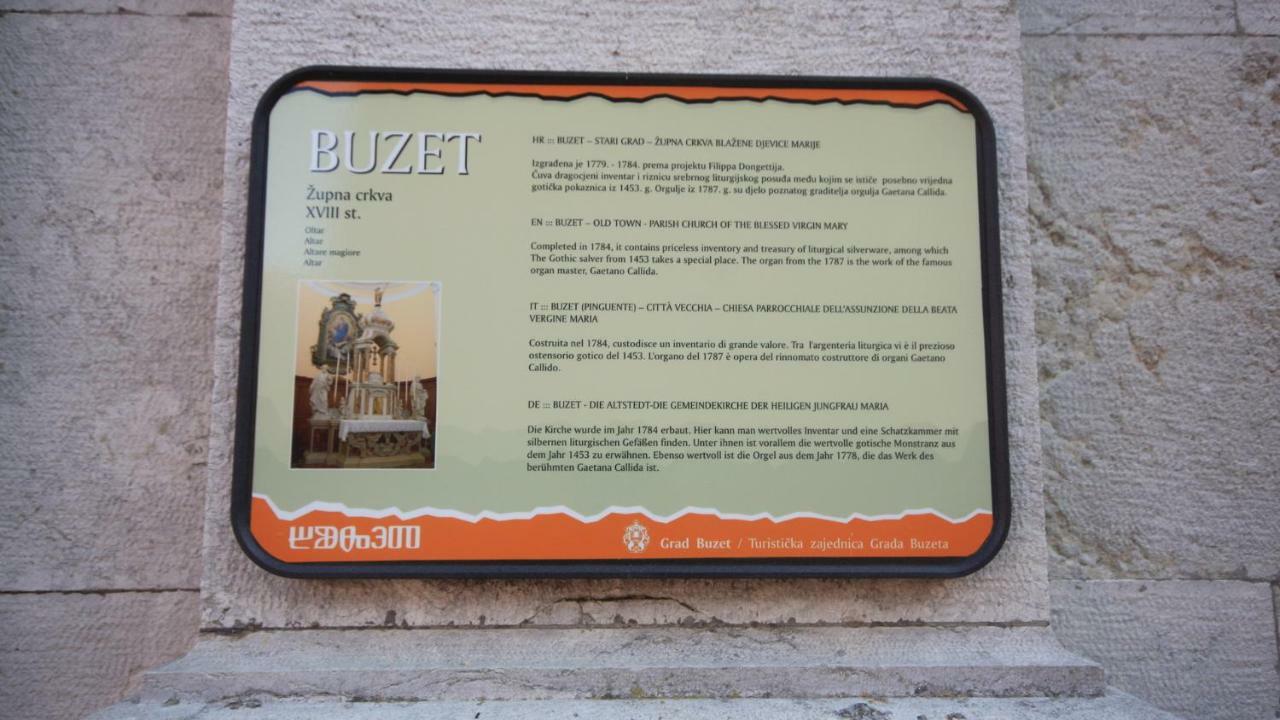 BUZET
Župna crkva
XVIII st.
Oltar
Altar
Altare magiore
Altar
HR ::: BUZET – STARI GRAD – ŽUPNA CRKVA BLAŽENE DJEVICE MARIJE
Izgrađena je 1779. - 1784. prema projektu Filippa Dongettija.
Čuva dragocjeni inventar i riznicu srebrnog liturgijskog posuđa među kojim se ističe posebno vrijedna
gotička pokaznica iz 1453. g. Orgulje iz 1787. g. su djelo poznatog graditelja orgulja Gaetana Callida.
EN ::: BUZET – OLD TOWN - PARISH CHURCH OF THE BLESSED VIRGIN MARY
Completed in 1784, it contains priceless inventory and treasury of liturgical silverware, among which
The Gothic salver from 1453 takes a special place. The organ from the 1787 is the work of the famous
organ master, Gaetano Callida.
IT ::: BUZET (PINGUENTE) – CITTÀ VECCHIA – CHIESA PARROCCHIALE DELL'ASSUNZIONE DELLA BEATA
VERGINE MARIA
Costruita nel 1784, custodisce un inventario di grande valore. Tra l'argenteria liturgica vi è il prezioso
ostensorio gotico del 1453. L'organo del 1787 è opera del rinnomato costruttore di organi Gaetano
Callido.
DE ::: BUZET - DIE ALTSTEDT-DIE GEMEINDEKIRCHE DER HEILIGEN JUNGFRAU MARIA
Die Kirche wurde im Jahr 1784 erbaut. Hier kann man wertvolles Inventar und eine Schatzkammer mit
silbernen liturgischen Gefäßen finden. Unter ihnen ist vorallem die wertvolle gotische Monstranz aus
dem Jahr 1453 zu erwähnen. Ebenso wertvoll ist die Orgel aus dem Jahr 1778, die das Werk des
berühmten Gaetana Callida ist.
Grad Buzet / Turistička zajednica Grada Buzeta